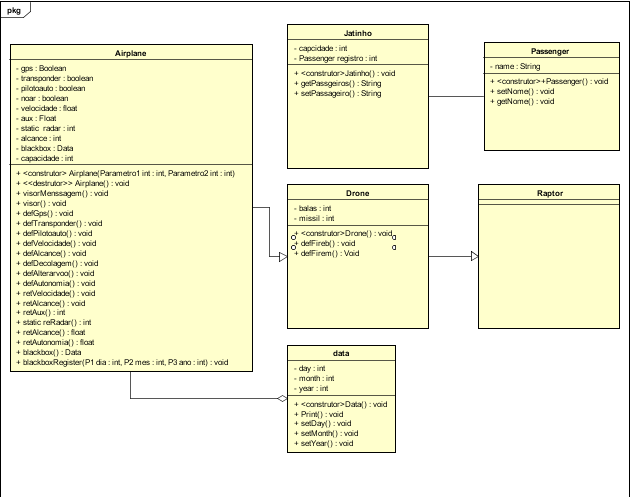 pkg
Airplane
- gps : Boolean
- transponder : boolean
- pilotoauto : boolean
- noar : boolean
- velocidade : float
- aux : Float
- static radar : int
- alcance : int
- blackbox : Data
- capacidade : int
+ <construtor> Airplane(Parametro1 int : int, Parametro2 int : int)
+ <<destrutor>> Airplane() : void
+ visorMenssagem() : void
+ visor() : void
+ defGps() : void
+ defTransponder() : void
+ defPilotoauto() : void
+ defVelocidade() : void
+ defAlcance() : void
+ defDecolagem() : void
+ defAlterarvoo() : void
+ defAutonomia() : void
+ retVelocidade() : void
+ retAlcance() : void
+ retAux() : int
+ static reRadar() : int
+ retAlcance() : float
+ retAutonomia() : float
+ blackbox() : Data
+ blackboxRegister(P1 dia : int, P2 mes : int, P3 ano : int) : void
Jatinho
- capcidade : int
- Passenger registro : int
+ <construtor>Jatinho() : void
+ getPassgeiros() : String
+ setPassageiro() : String
Passenger
- name : String
+ <construtor>+Passenger() : void
+ setNome() : void
+ getNome() : void
Drone
- balas : int
- missil : int
+ <construtor>Drone() : void
+ defFireb() : void
+ defFirem() : Void
Raptor
data
- day : int
- month : int
- year : int
+ <construtor>Data() : void
+ Print() : void
+ setDay() : void
+ setMonth() : void
+ setYear() : void